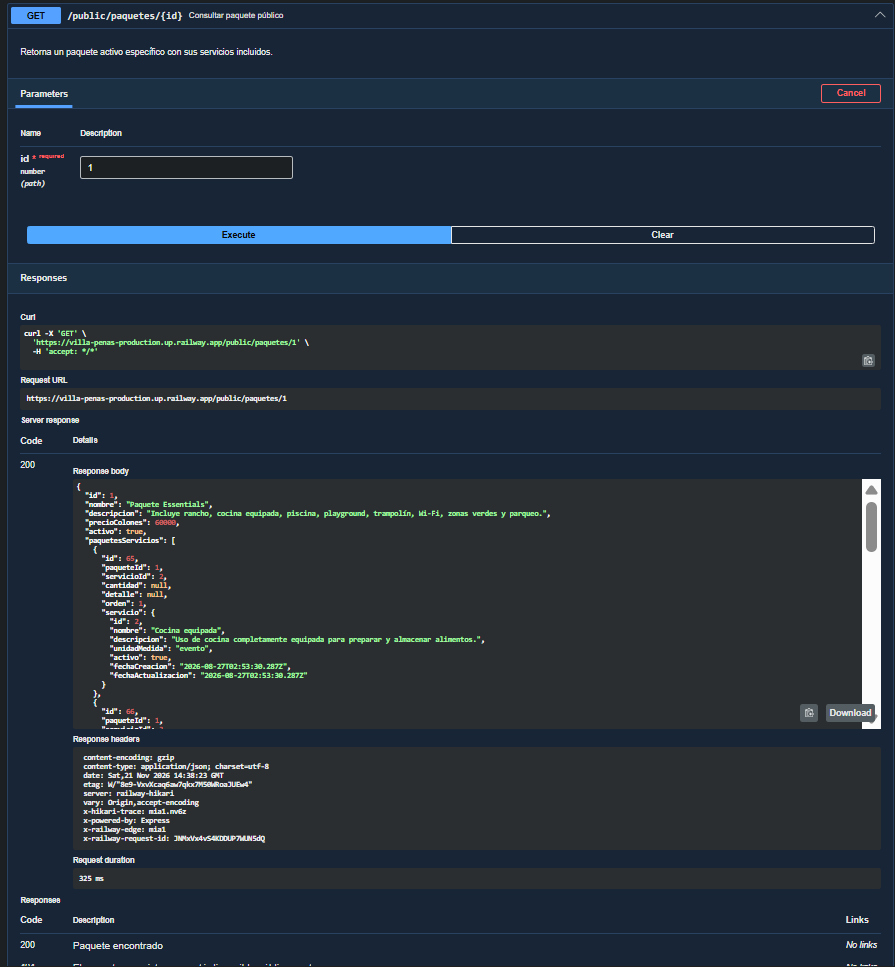 GET /public/paquetes/{id} Consultar paquete público
Retorna un paquete activo específico con sus servicios incluidos.
Parameters
Cancel
Name Description
id * required
number
(path)
1
Execute Clear
Responses
Curl
curl -X 'GET' \
'https://villa-penas-production.up.railway.app/public/paquetes/1' \
-H 'accept: */*'
Request URL
https://villa-penas-production.up.railway.app/public/paquetes/1
Server response
Code Details
200
Response body
{
"id": 1,
"nombre": "Paquete Essentials",
"descripcion": "Incluye rancho, cocina equipada, piscina, playground, trampolín, Wi-Fi, zonas verdes y parqueo.",
"precioColones": 60000,
"activo": true,
"paquetesServicios": [
{
"id": 65,
"paqueteId": 1,
"servicioId": 2,
"cantidad": null,
"detalle": null,
"orden": 1,
"servicio": {
"id": 2,
"nombre": "Cocina equipada",
"descripcion": "Uso de cocina completamente equipada para preparar y almacenar alimentos.",
"unidadMedida": "evento",
"activo": true,
"fechaCreacion": "2026-08-27T02:53:30.287Z",
"fechaActualizacion": "2026-08-27T02:53:30.287Z"
}
},
{
"id": 66,
"paqueteId": 1,
Download
Response headers
content-encoding: gzip
content-type: application/json; charset=utf-8
date: Sat,21 Nov 2026 14:38:23 GMT
etag: W/"8e9-VxvXcaq6aw7qkx7M50WRoaJUEw4"
server: railway-hikari
vary: Origin,accept-encoding
x-hikari-trace: mia1.nv6z
x-powered-by: Express
x-railway-edge: mia1
x-railway-request-id: JNMxVx4vS4KDDUP7WUN5dQ
Request duration
325 ms
Responses
Code Description Links
200 Paquete encontrado No links